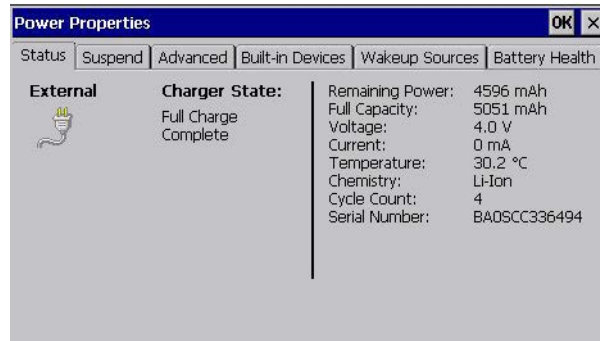 Power Properties OK ×
Status Suspend Advanced Built-in Devices Wakeup Sources Battery Health
External
Charger State:
Full Charge
Complete
Remaining Power: 4596 mAh
Full Capacity: 5051 mAh
Voltage: 4.0 V
Current: 0 mA
Temperature: 30.2 °C
Chemistry: Li-Ion
Cycle Count: 4
Serial Number: BA0SCC336494